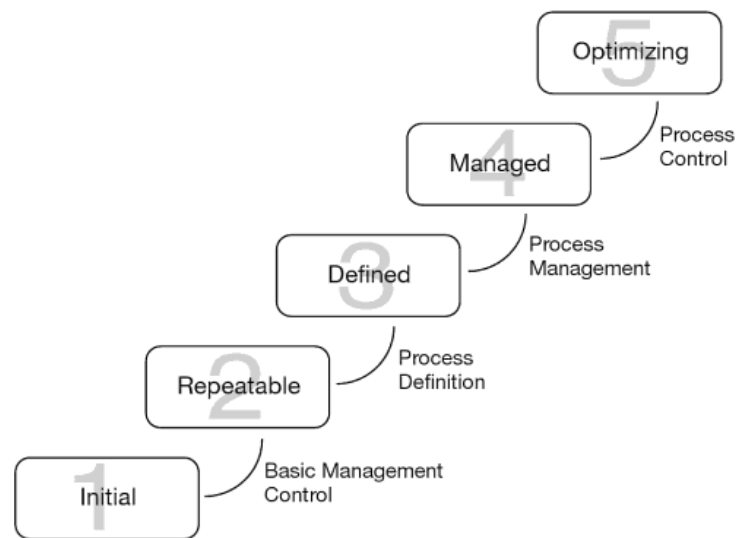 5
Optimizing
Process
Control
4
Managed
Process
Management
3
Defined
Process
Definition
2
Repeatable
Basic Management
Control
1
Initial